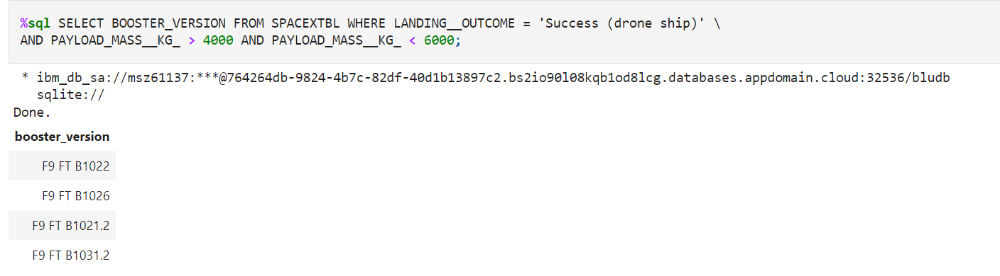 %sql SELECT BOOSTER_VERSION FROM SPACEXTBL WHERE LANDING__OUTCOME = 'Success (drone ship)' \
AND PAYLOAD_MASS__KG_ > 4000 AND PAYLOAD_MASS__KG_ < 6000;
* ibm_db_sa://msz61137:***@764264db-9824-4b7c-82df-40d1b13897c2.bs2io90l08kqb1od8lcg.databases.appdomain.cloud:32536/bludb
sqlite://
Done.
booster_version
F9 FT B1022
F9 FT B1026
F9 FT B1021.2
F9 FT B1031.2